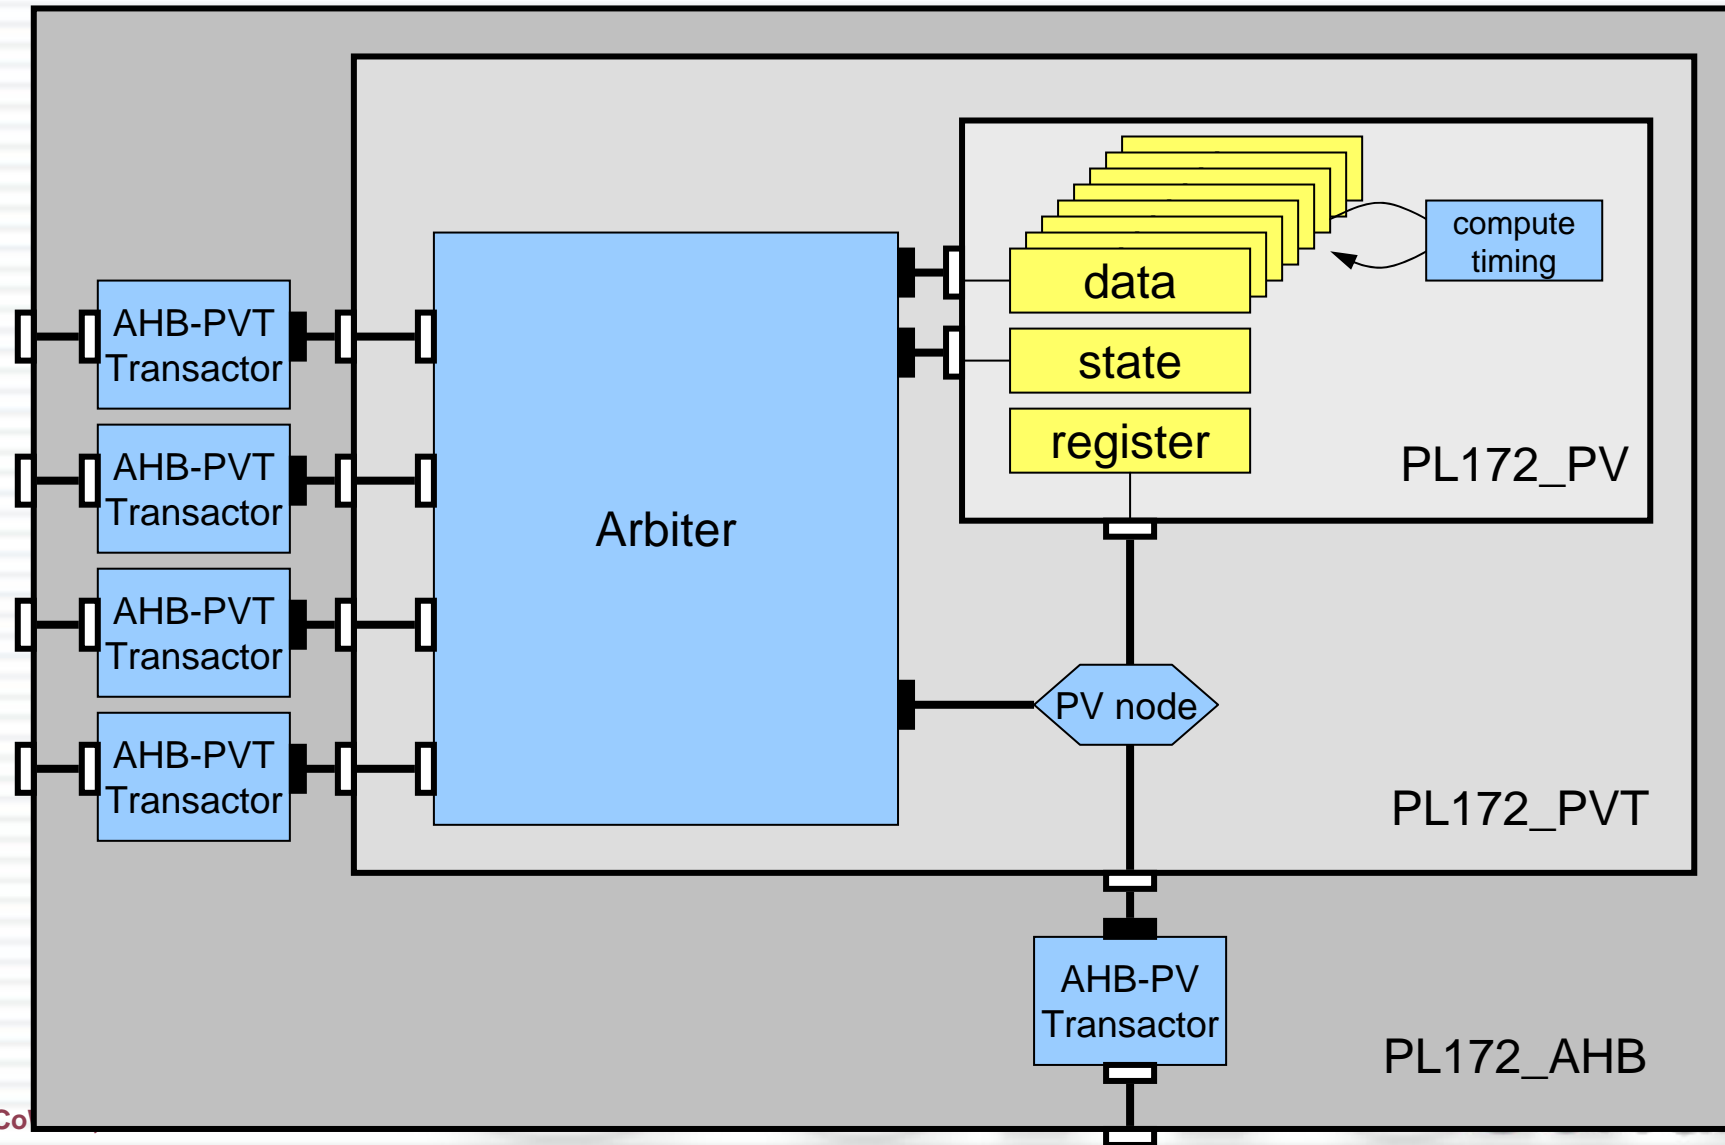 compute
timing
data
AHB-PVT
Transactor
state
register
PL172_PV
AHB-PVT
Transactor
Arbiter
AHB-PVT
Transactor
PV node
AHB-PVT
Transactor
PL172_PVT
AHB-PV
Transactor
PL172_AHB